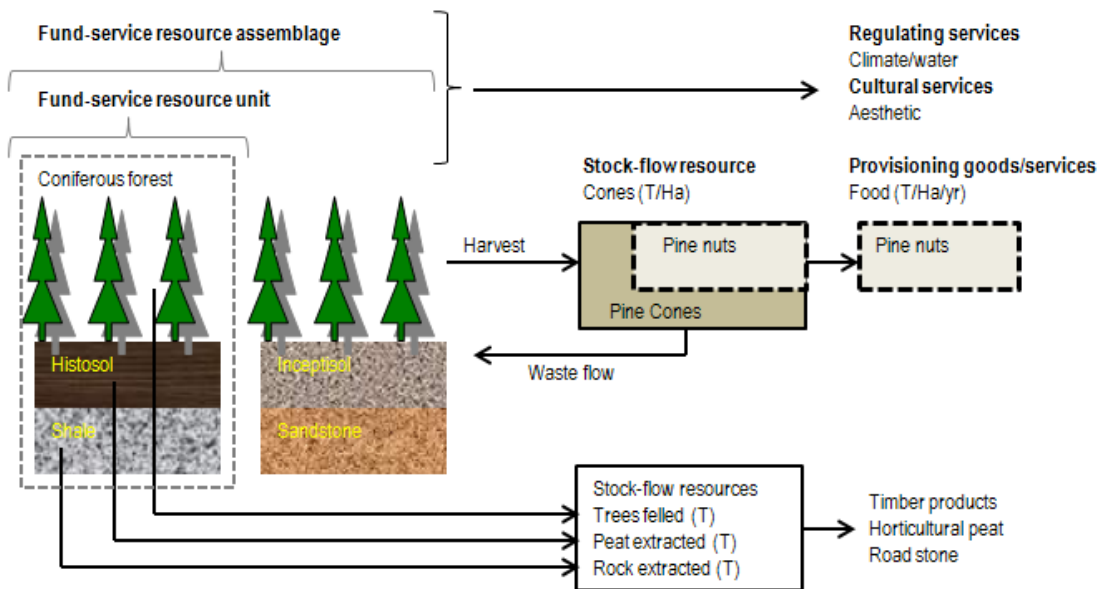 Fund-service resource assemblage
Fund-service resource unit
Coniferous forest
Histosol
Shale
Inceptisol
Sandstone
Harvest
Waste flow
Regulating services
Climate/water
Cultural services
Aesthetic
Stock-flow resource
Cones (T/Ha)
Pine nuts
Pine Cones
Provisioning goods/services
Food (T/Ha/yr)
Pine nuts
Stock-flow resources
Trees felled (T)
Peat extracted (T)
Rock extracted (T)
Timber products
Horticultural peat
Road stone